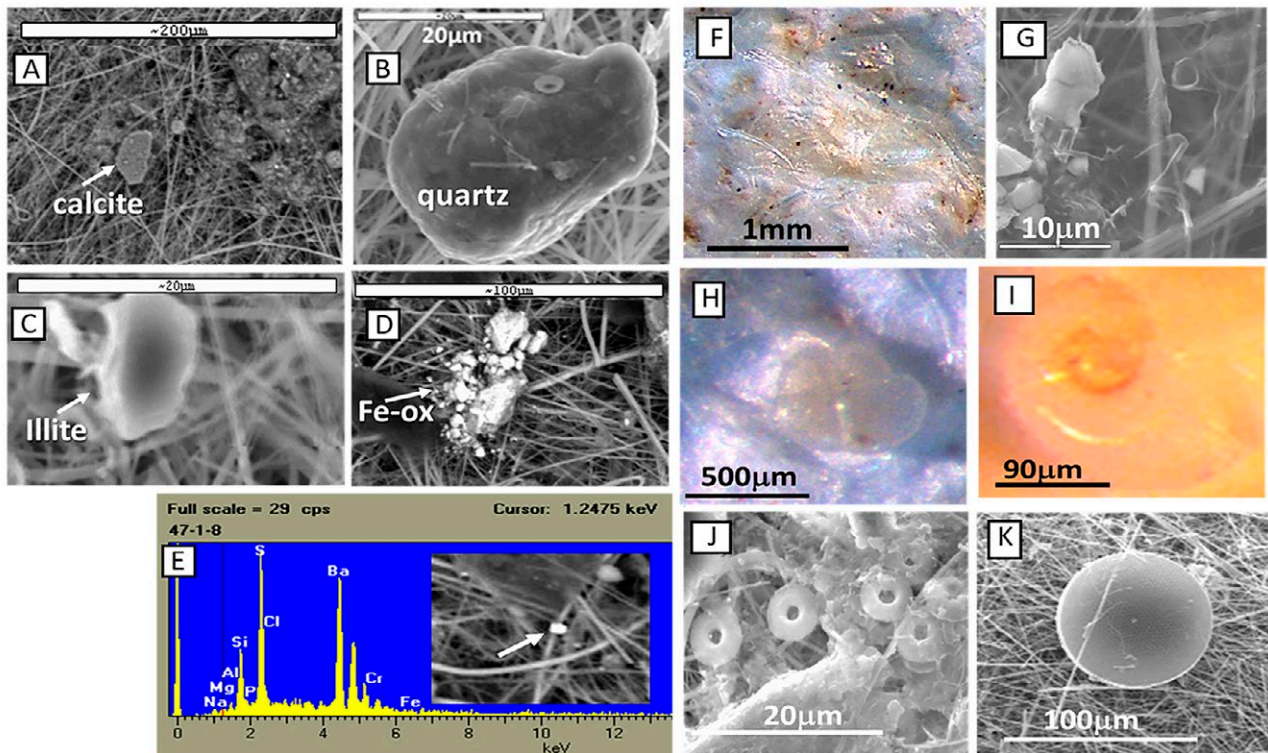 ~200µm
A
calcite
20µm
B
quartz
~20µm
C
Illite
~100µm
D
Fe-ox
Full scale = 29 cps Cursor: 1.2475 keV
47-1-8
E
S
Ba
Cl
Si
Al
Mg
Na
P
Cr
Fe
0 2 4 6 8 10 12
keV
F
1mm
G
10µm
H
500µm
I
90µm
J
20µm
K
100µm